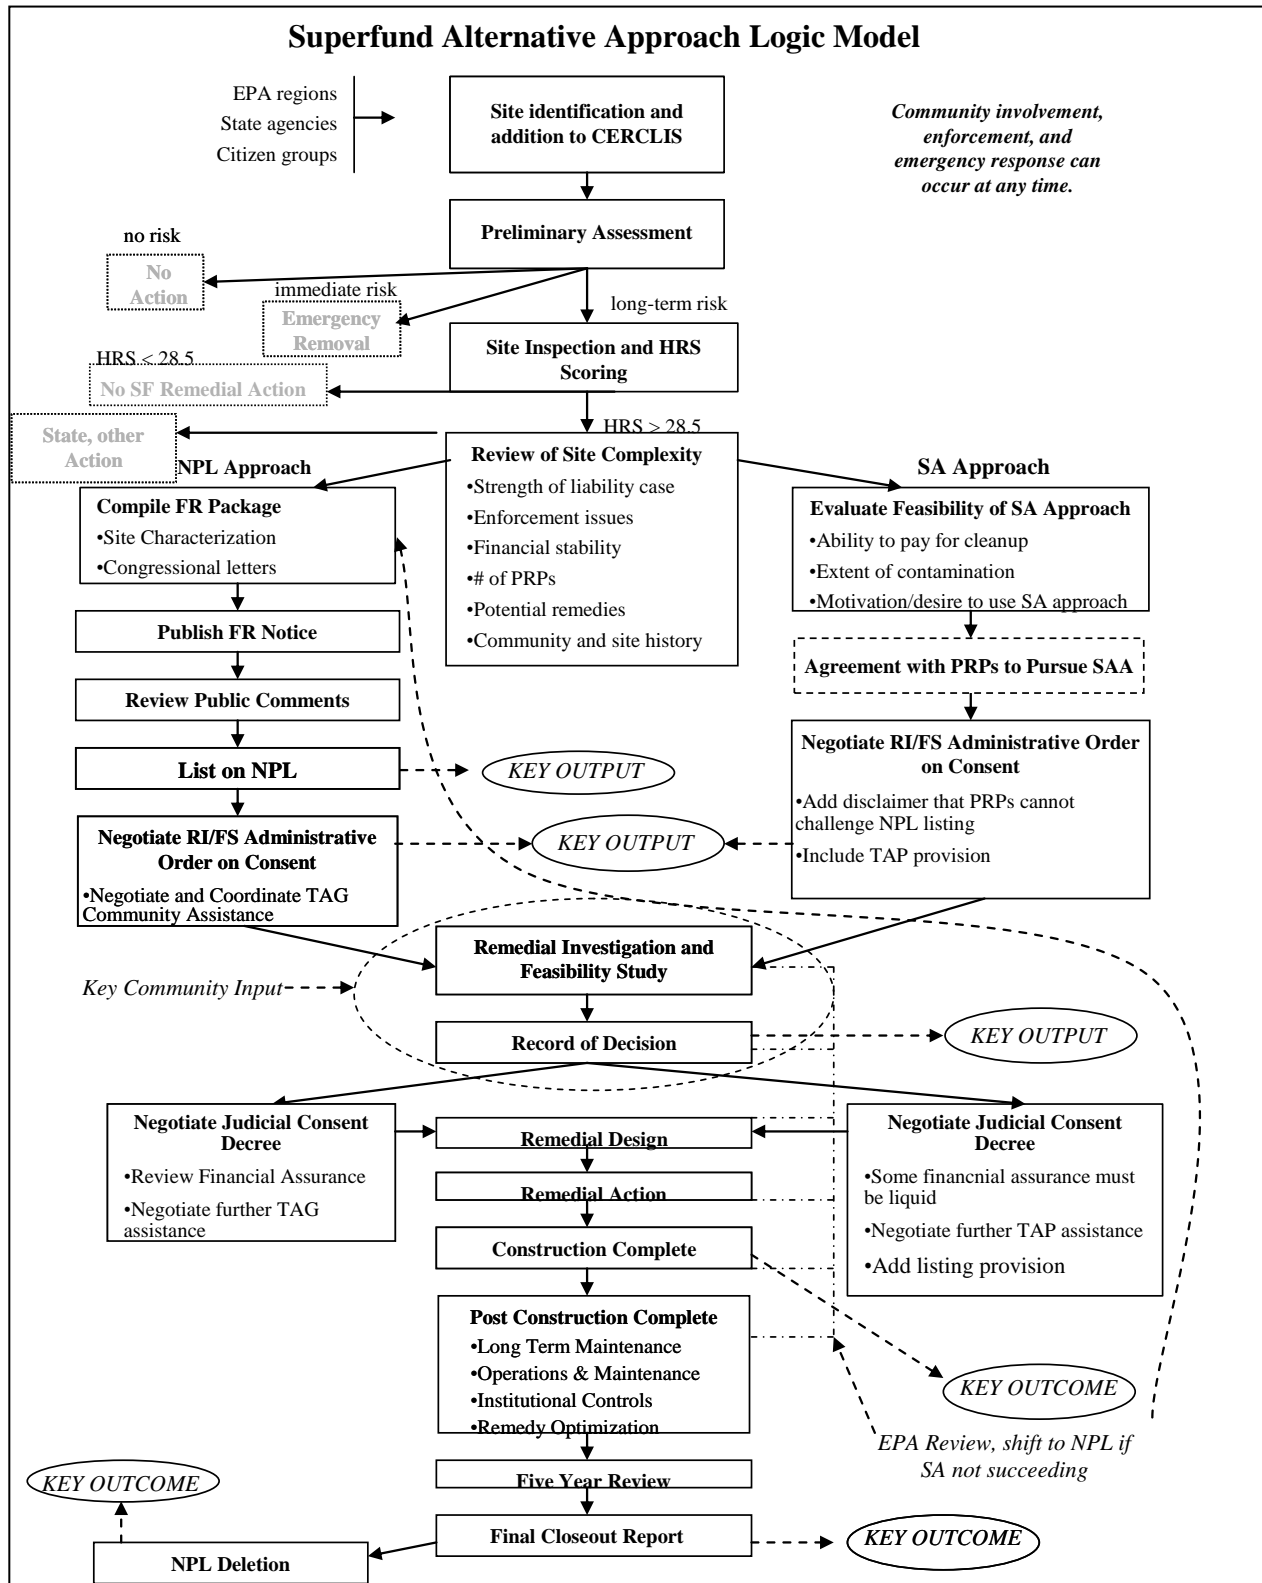 Superfund Alternative Approach Logic Model
EPA regions
State agencies
Citizen groups
Site identification and
addition to CERCLIS
Community involvement,
enforcement, and
emergency response can
occur at any time.
Preliminary Assessment
no risk
No
Action
immediate risk
Emergency
Removal
long-term risk
Site Inspection and HRS
Scoring
HRS < 28.5
No SF Remedial Action
HRS > 28.5
State, other
Action
NPL Approach
Review of Site Complexity
•Strength of liability case
•Enforcement issues
•Financial stability
•# of PRPs
•Potential remedies
•Community and site history
SA Approach
Compile FR Package
•Site Characterization
•Congressional letters
Evaluate Feasibility of SA Approach
•Ability to pay for cleanup
•Extent of contamination
•Motivation/desire to use SA approach
Publish FR Notice
Agreement with PRPs to Pursue SAA
Review Public Comments
List on NPL
KEY OUTPUT
Negotiate RI/FS Administrative Order
on Consent
•Add disclaimer that PRPs cannot
challenge NPL listing
•Include TAP provision
Negotiate RI/FS Administrative
Order on Consent
•Negotiate and Coordinate TAG
Community Assistance
KEY OUTPUT
Remedial Investigation and
Feasibility Study
Key Community Input
Record of Decision
KEY OUTPUT
Negotiate Judicial Consent
Decree
•Review Financial Assurance
•Negotiate further TAG
assistance
Remedial Design
Remedial Action
Construction Complete
Negotiate Judicial Consent
Decree
•Some financnial assurance must
be liquid
•Negotiate further TAP assistance
•Add listing provision
Post Construction Complete
•Long Term Maintenance
•Operations & Maintenance
•Institutional Controls
•Remedy Optimization
KEY OUTCOME
EPA Review, shift to NPL if
SA not succeeding
Five Year Review
KEY OUTCOME
Final Closeout Report
KEY OUTCOME
NPL Deletion